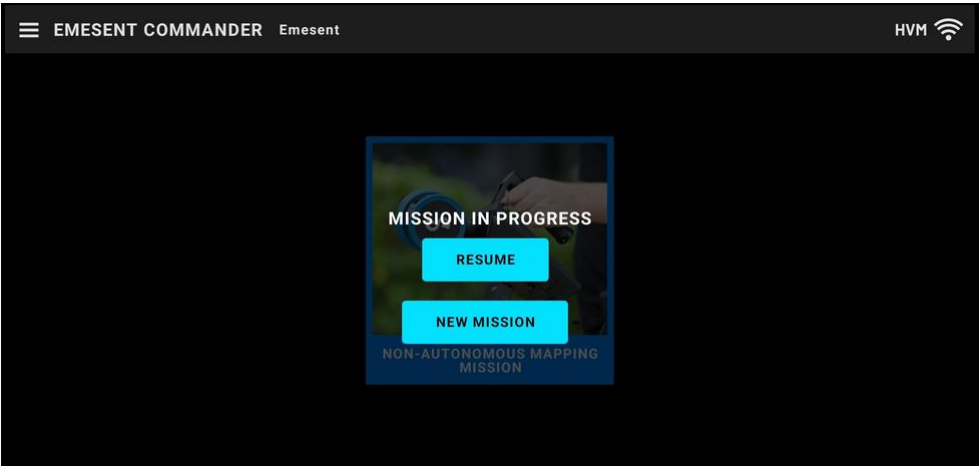 EMESENT COMMANDER Emesent HVM
MISSION IN PROGRESS
RESUME
NEW MISSION
NON-AUTONOMOUS MAPPING
MISSION